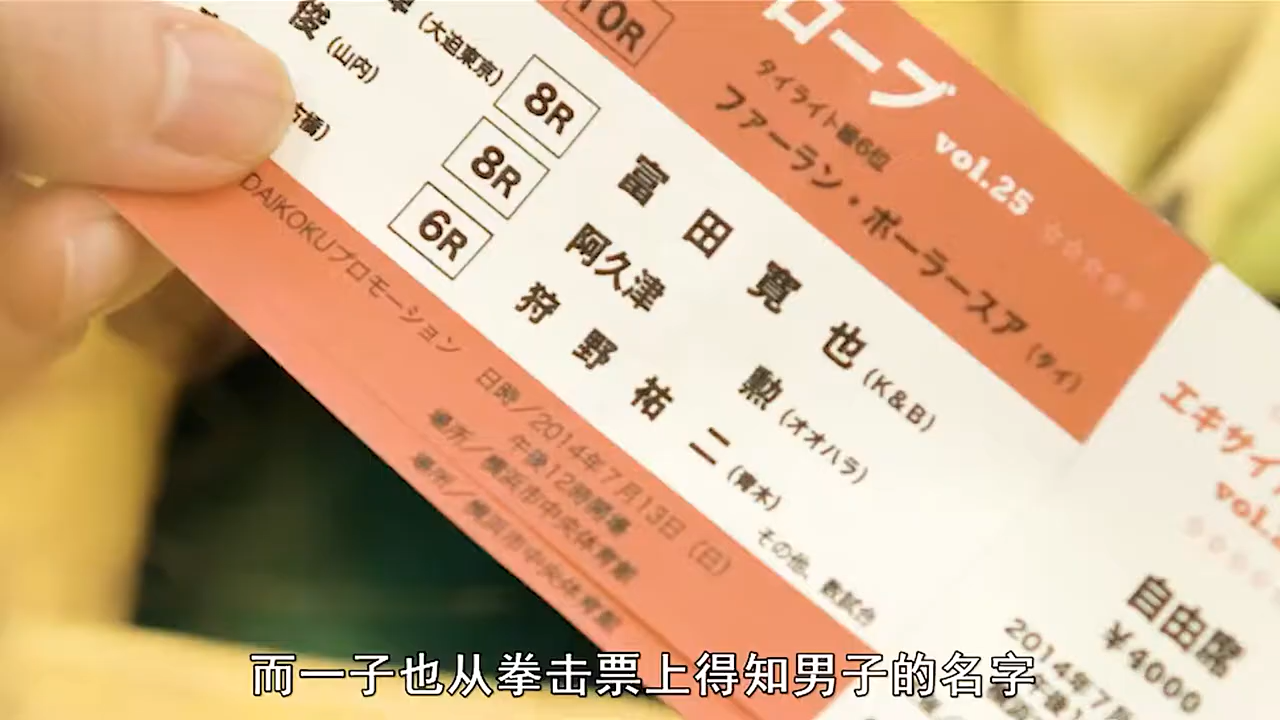 ローブ vol.25 ☆☆☆☆☆
10R
タイライト級6位
ファーラン・ポーラースア (タイ)
俊 (山内)
(大迫東京)
8R 富田寛也 (K&B)
8R 阿久津 勲 (オオハラ)
6R 狩野祐二 (青木)
その他、数試合
DAIKOKUプロモーション
日時/2014年7月13日 (日)
午後12時開場
場所/横浜市中央体育館
場所/横浜市中央体育館
エキサイ
vol.
自由席
¥4000
2014年7月
而一子也从拳击票上得知男子的名字